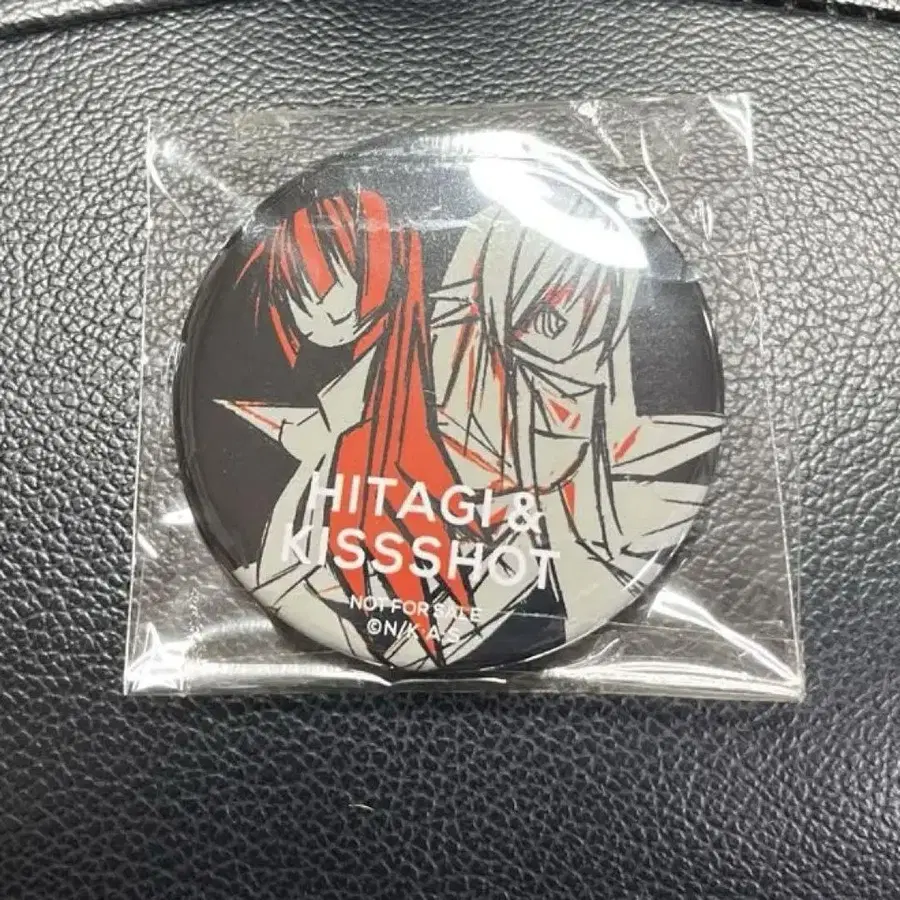 HITAGI &
KISSSHOT
NOT FOR SALE
©N/K·A·S